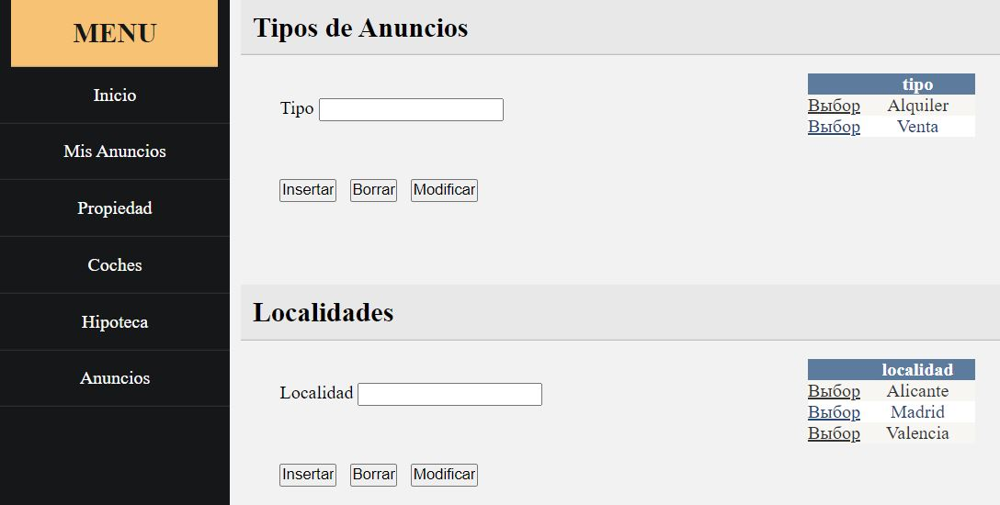 MENU
Inicio
Mis Anuncios
Propiedad
Coches
Hipoteca
Anuncios
Tipos de Anuncios
Tipo
tipo
Выбор Alquiler
Выбор Venta
Insertar Borrar Modificar
Localidades
Localidad
localidad
Выбор Alicante
Выбор Madrid
Выбор Valencia
Insertar Borrar Modificar